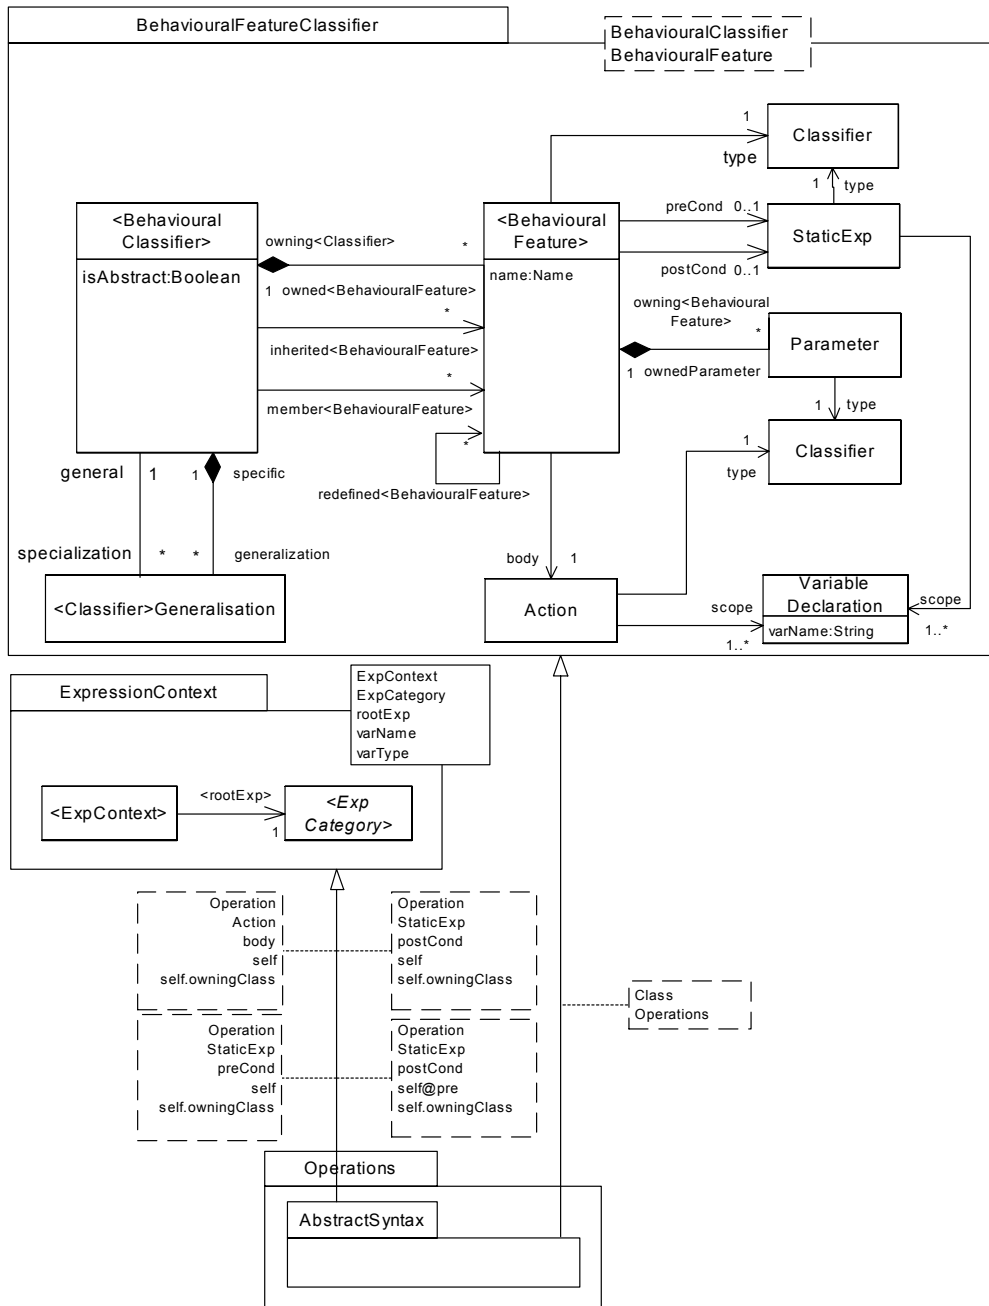 BehaviouralFeatureClassifier
BehaviouralClassifier
BehaviouralFeature
1
Classifier
type
1 type
<Behavioural
Classifier>
isAbstract:Boolean
owning<Classifier>
*
1 owned<BehaviouralFeature>
*
inherited<BehaviouralFeature>
*
member<BehaviouralFeature>
<Behavioural
Feature>
name:Name
preCond 0..1
StaticExp
postCond 0..1
owning<Behavioural
Feature>
*
Parameter
1 ownedParameter
1 type
*
redefined<BehaviouralFeature>
1
Classifier
type
general 1
1 specific
specialization *
* generalization
<Classifier>Generalisation
body 1
Action
scope
1..*
Variable
Declaration
varName:String
scope
1..*
ExpressionContext
ExpContext
ExpCategory
rootExp
varName
varType
<ExpContext>
<rootExp>
1
<Exp
Category>
Operation
Action
body
self
self.owningClass
Operation
StaticExp
postCond
self
self.owningClass
Operation
StaticExp
preCond
self
self.owningClass
Operation
StaticExp
postCond
self@pre
self.owningClass
Class
Operations
Operations
AbstractSyntax